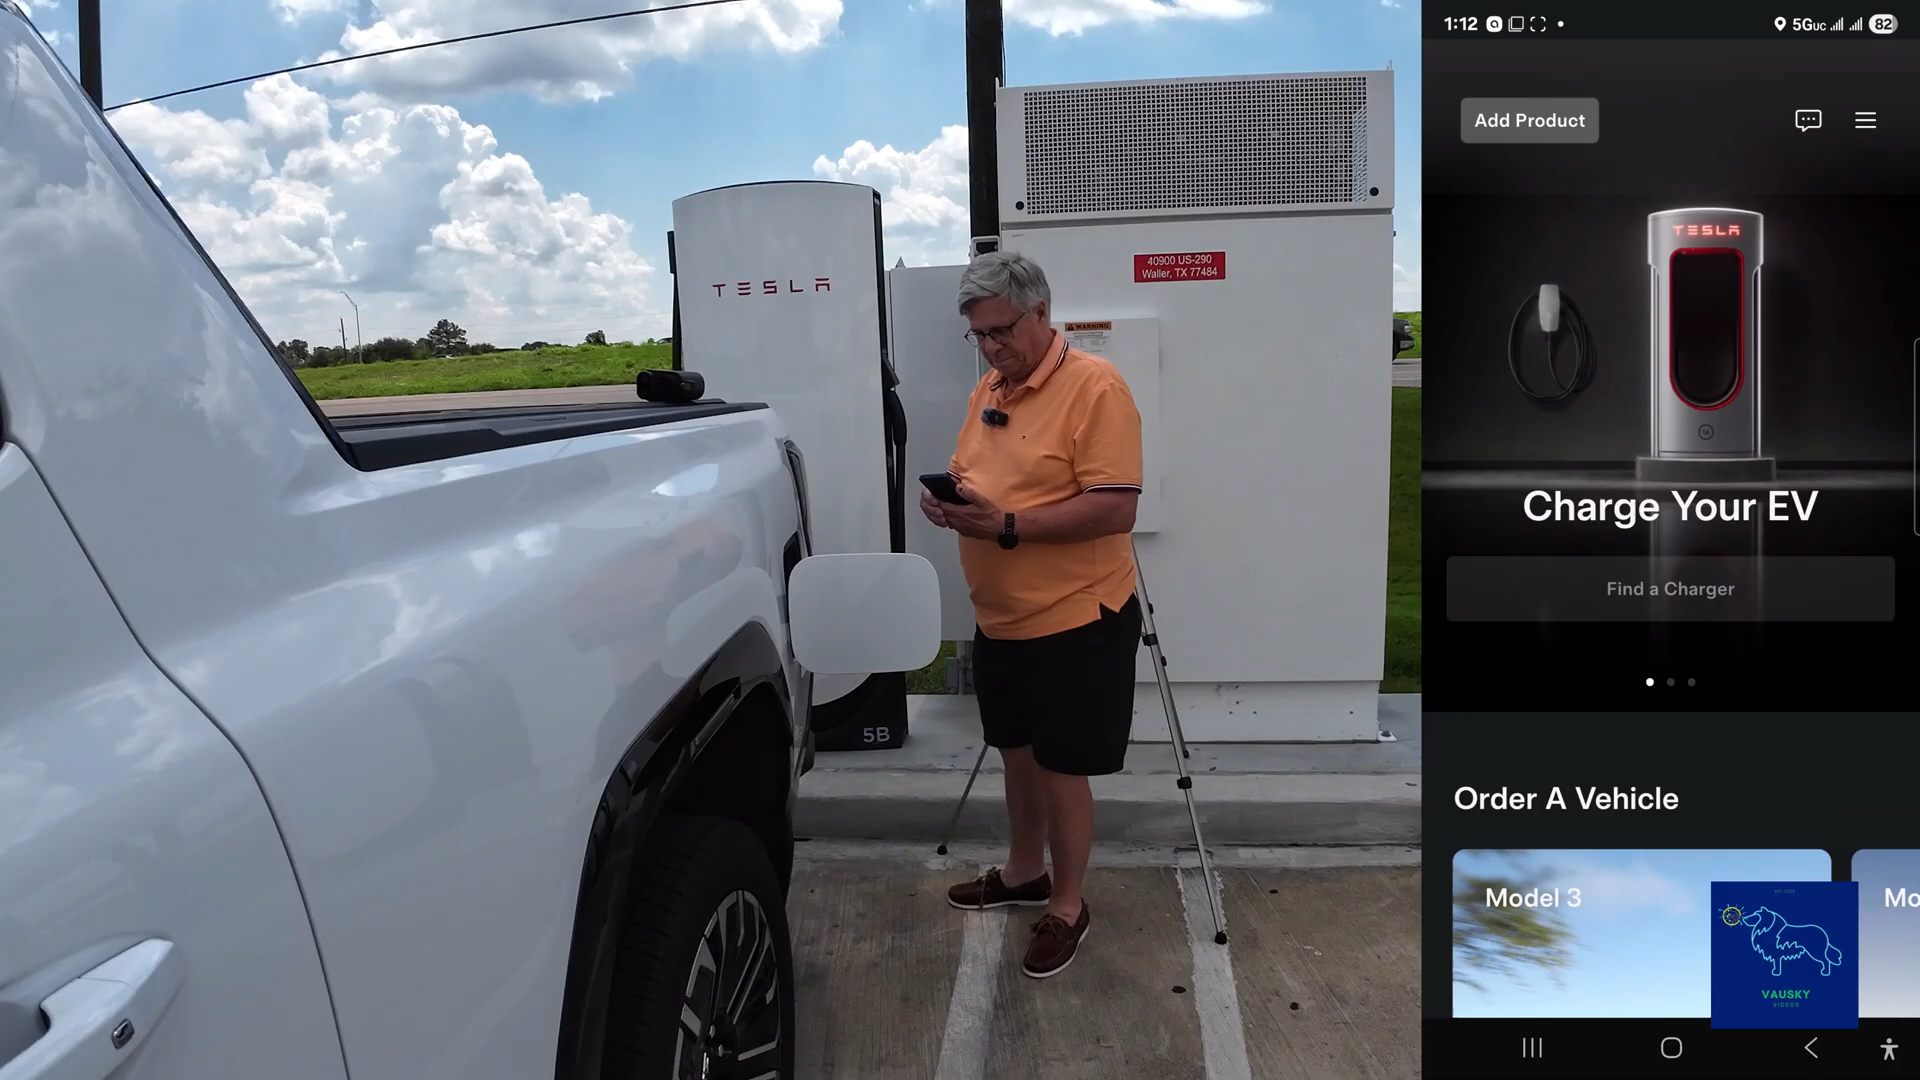 TESLA
40900 US-290
Waller, TX 77484
WARNING
5B
1:12
5GUC
82
Add Product
TESLA
Charge Your EV
Find a Charger
Order A Vehicle
Model 3
Mo
VAUSKY
VIDEOS